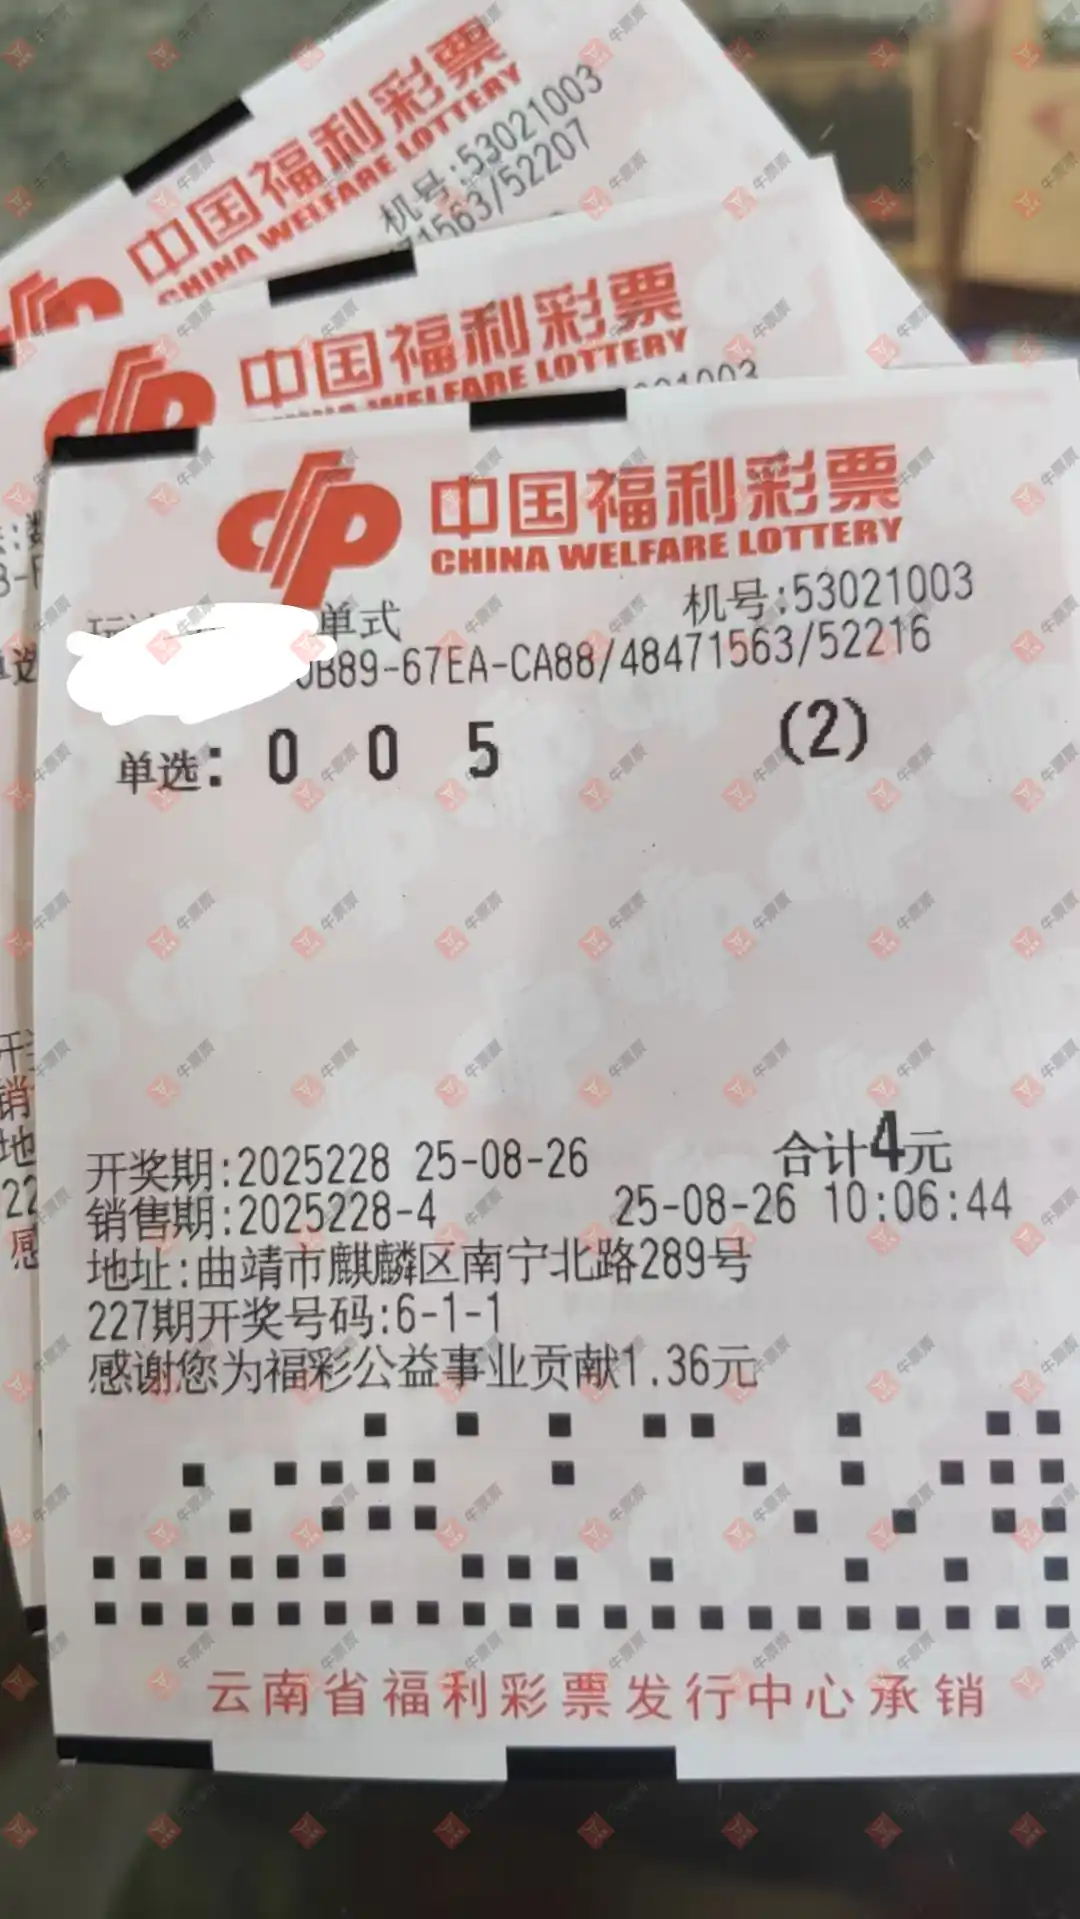 中国福利彩票
CHINA WELFARE LOTTERY
机号:53021003
71563/52207
中国福利彩票
CHINA WELFARE LOTTERY
中国福利彩票
CHINA WELFARE LOTTERY
单式 机号:53021003
B89-67EA-CA88/48471563/52216
单选: 0 0 5 (2)
开奖期:2025228 25-08-26 合计4元
销售期:2025228-4 25-08-26 10:06:44
地址:曲靖市麒麟区南宁北路289号
227期开奖号码:6-1-1
感谢您为福彩公益事业贡献1.36元
云南省福利彩票发行中心承销
牛票票